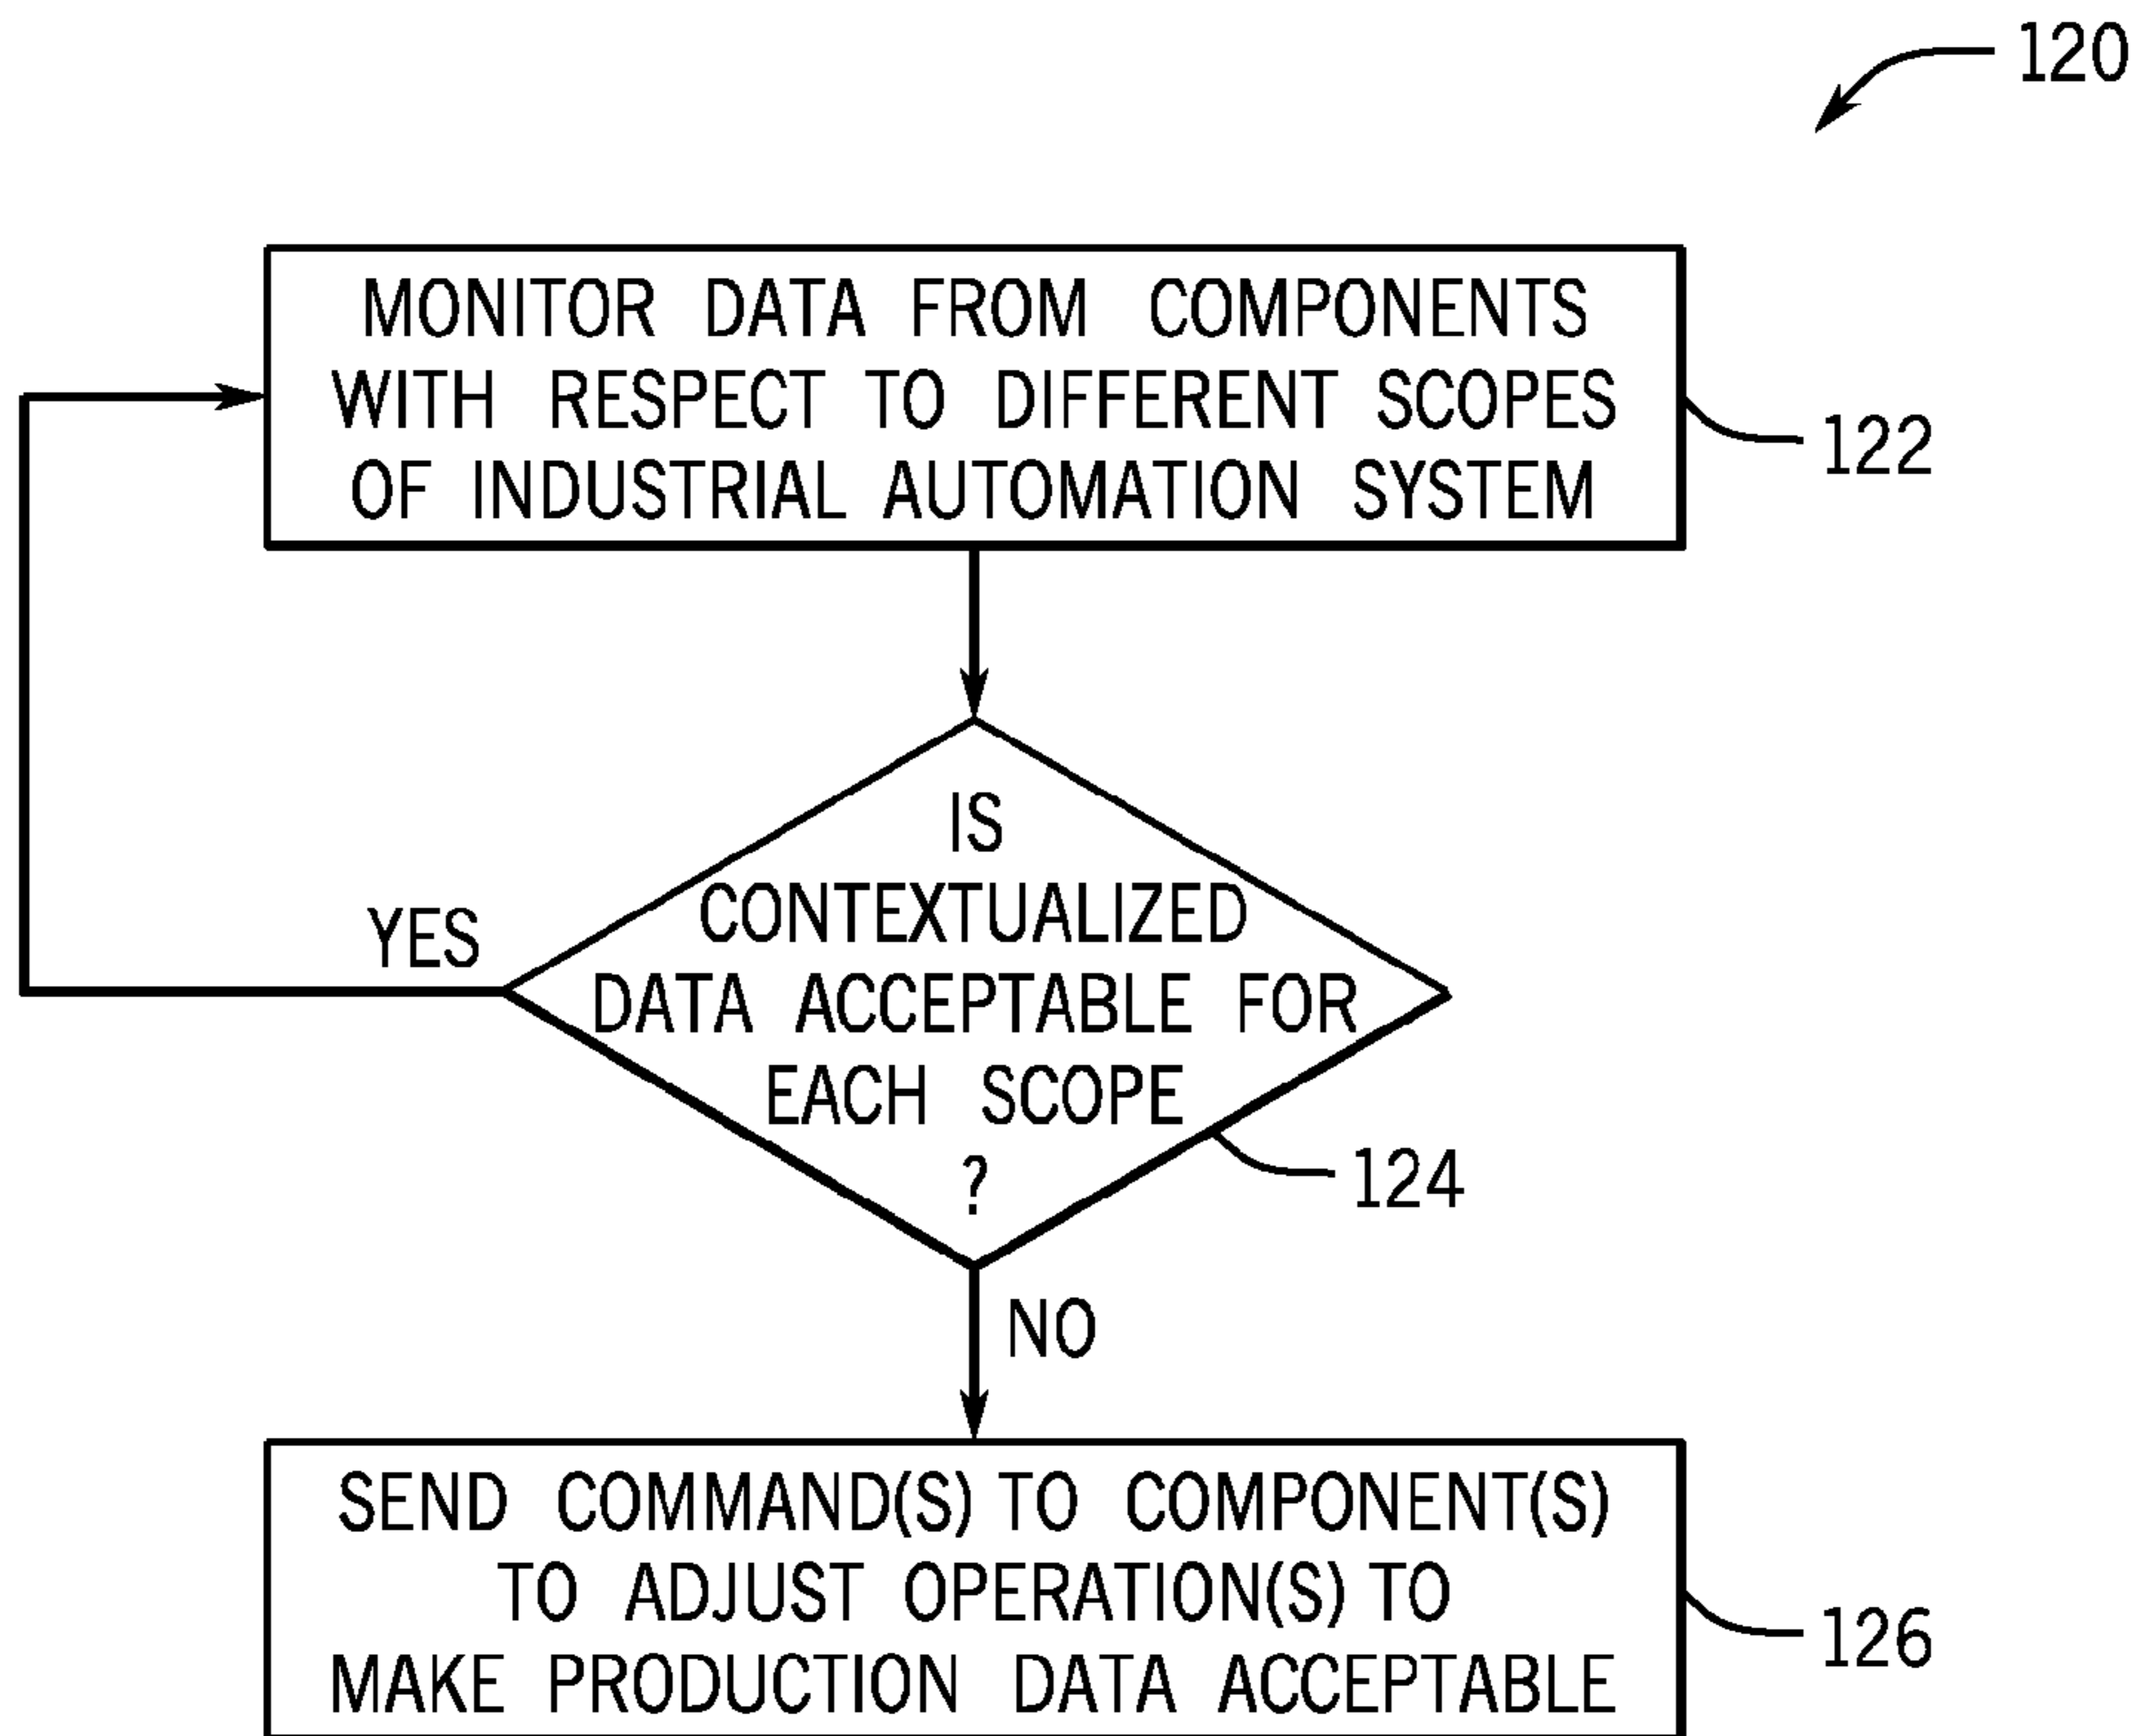 120
MONITOR DATA FROM COMPONENTS
WITH RESPECT TO DIFFERENT SCOPES
OF INDUSTRIAL AUTOMATION SYSTEM
122
IS
CONTEXTUALIZED
DATA ACCEPTABLE FOR
EACH SCOPE
?
YES
124
NO
SEND COMMAND(S) TO COMPONENT(S)
TO ADJUST OPERATION(S) TO
MAKE PRODUCTION DATA ACCEPTABLE
126